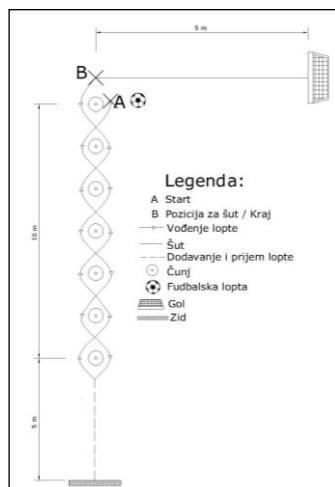 5 m
B
A
10 m
Legenda:
A Start
B Pozicija za šut / Kraj
Vođenje lopte
Šut
Dodavanje i prijem lopte
Čunj
Fudbalska lopta
Gol
Zid
5 m